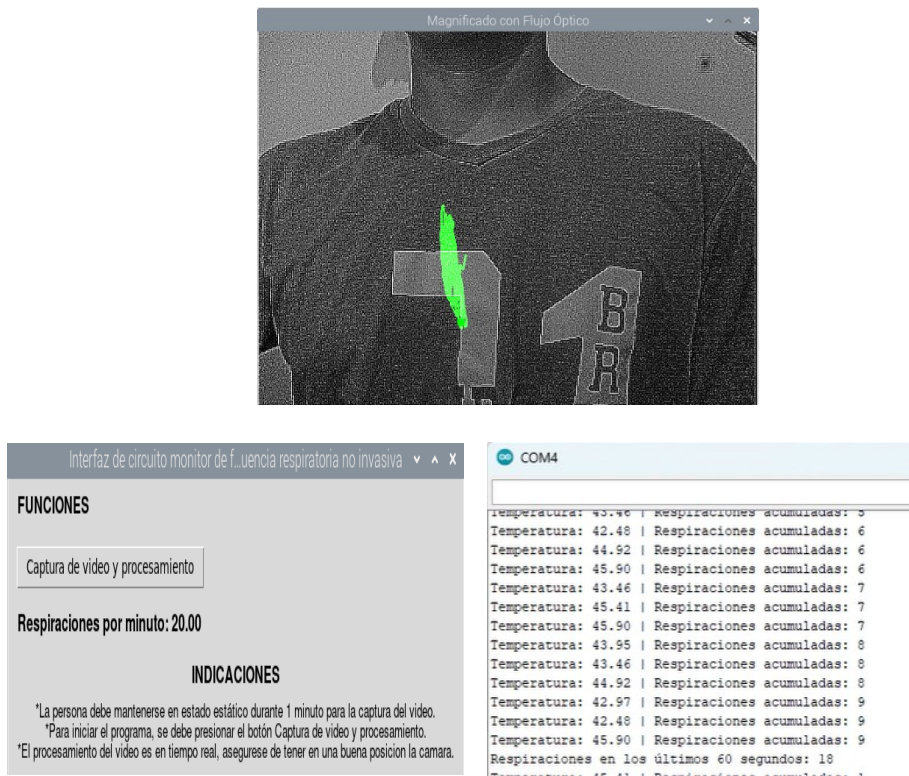 Magnificado con Flujo Óptico
1
B
R
Interfaz de circuito monitor de f...uencia respiratoria no invasiva
FUNCIONES
Captura de video y procesamiento
Respiraciones por minuto: 20.00
INDICACIONES
*La persona debe mantenerse en estado estático durante 1 minuto para la captura del video.
*Para iniciar el programa, se debe presionar el botón Captura de video y procesamiento.
*El procesamiento del video es en tiempo real, asegurese de tener en una buena posicion la camara.
COM4
Temperatura: 43.46 | Respiraciones acumuladas: 5
Temperatura: 42.48 | Respiraciones acumuladas: 6
Temperatura: 44.92 | Respiraciones acumuladas: 6
Temperatura: 45.90 | Respiraciones acumuladas: 6
Temperatura: 43.46 | Respiraciones acumuladas: 7
Temperatura: 45.41 | Respiraciones acumuladas: 7
Temperatura: 45.90 | Respiraciones acumuladas: 7
Temperatura: 43.95 | Respiraciones acumuladas: 8
Temperatura: 43.46 | Respiraciones acumuladas: 8
Temperatura: 44.92 | Respiraciones acumuladas: 8
Temperatura: 42.97 | Respiraciones acumuladas: 9
Temperatura: 42.48 | Respiraciones acumuladas: 9
Temperatura: 45.90 | Respiraciones acumuladas: 9
Respiraciones en los últimos 60 segundos: 18